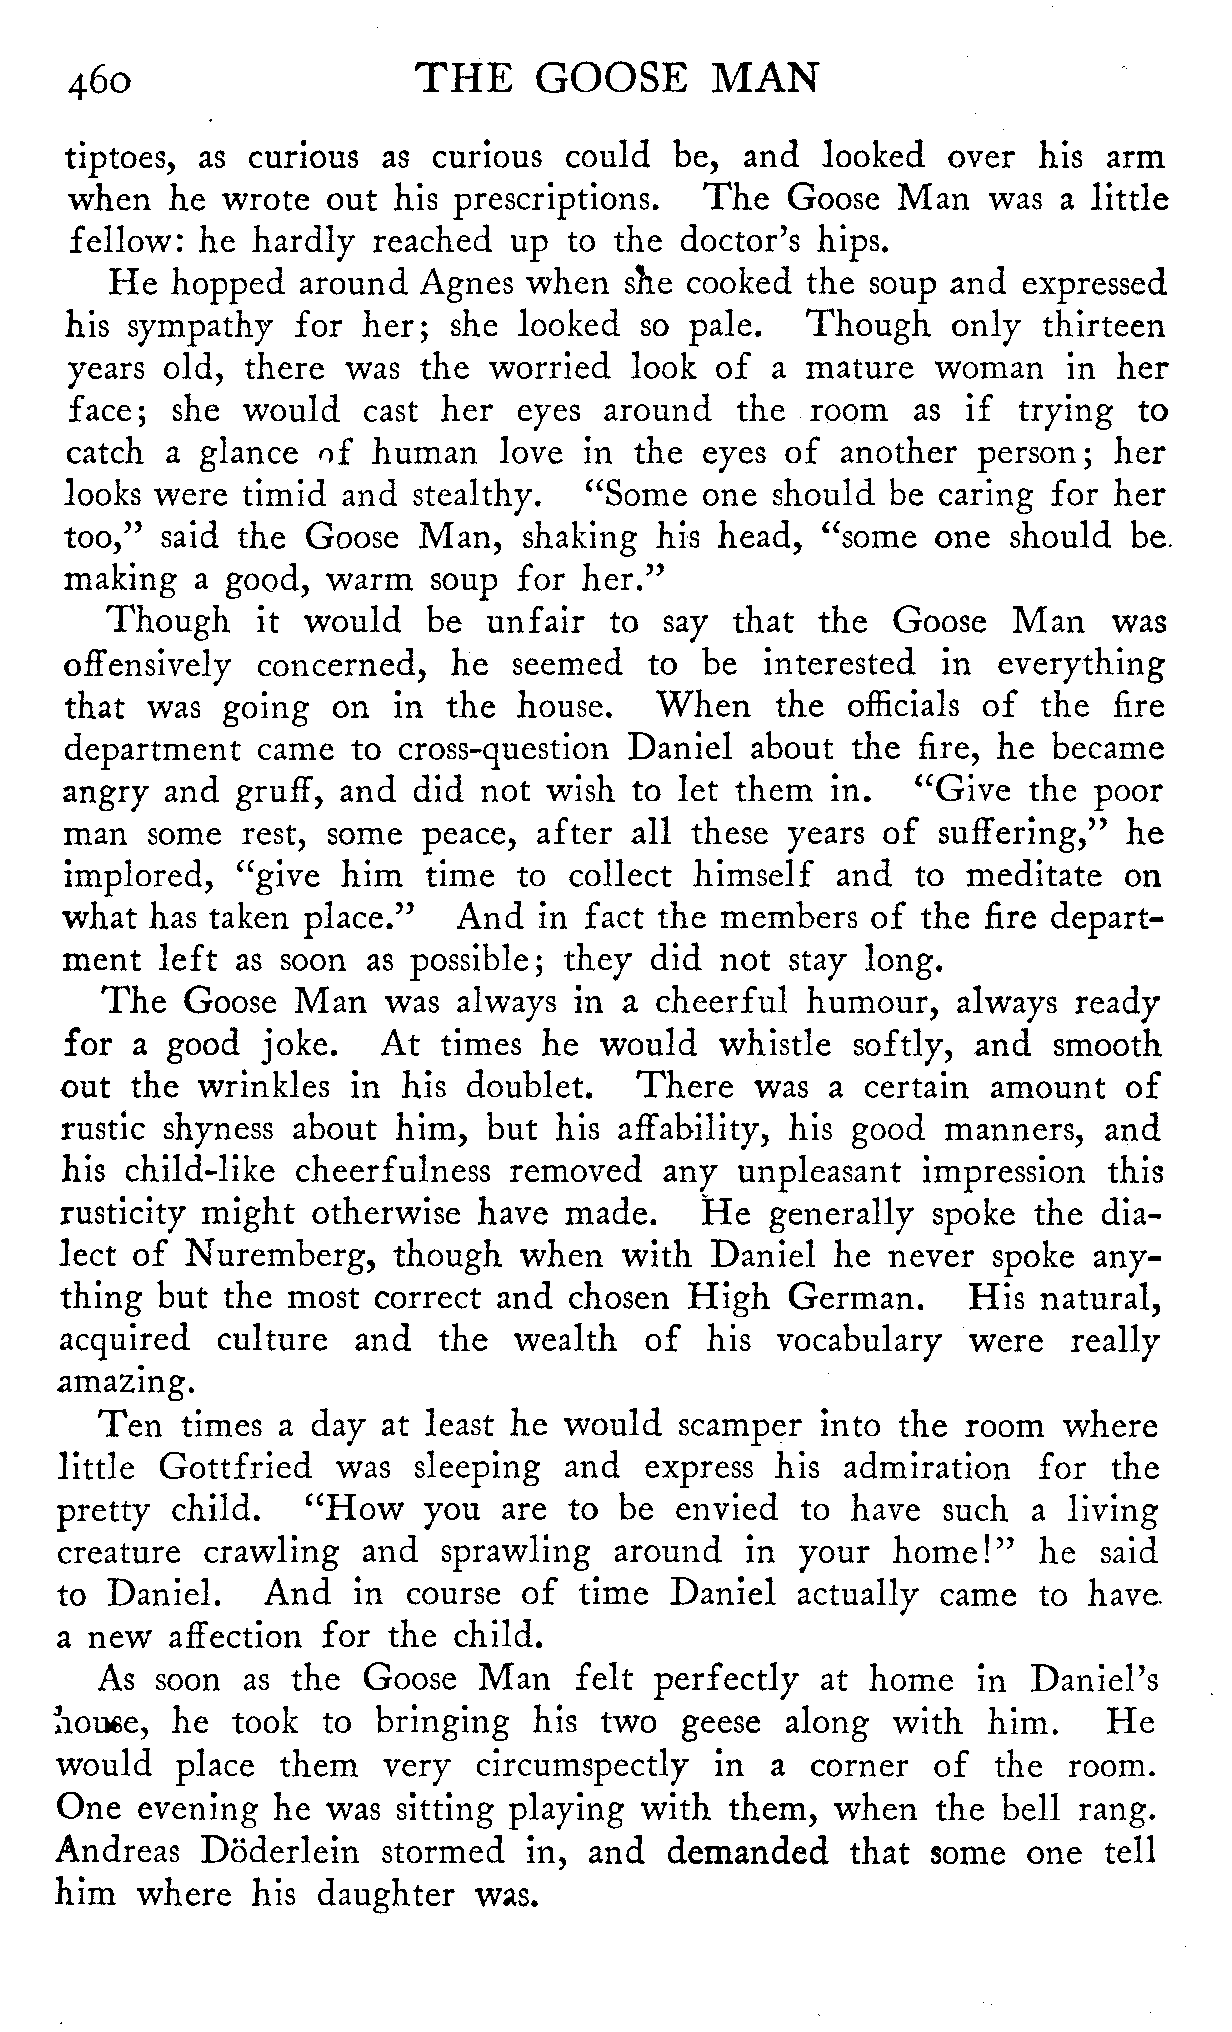 460 THE GOOSE MAN
tiptoes, as curious as curious could be, and looked over his arm
when he wrote out his prescriptions. The Goose Man was a little
fellow: he hardly reached up to the doctor's hips.
He hopped around Agnes when she cooked the soup and expressed
his sympathy for her; she looked so pale. Though only thirteen
years old, there was the worried look of a mature woman in her
face; she would cast her eyes around the room as if trying to
catch a glance of human love in the eyes of another person; her
looks were timid and stealthy. "Some one should be caring for her
too," said the Goose Man, shaking his head, "some one should be
making a good, warm soup for her."
Though it would be unfair to say that the Goose Man was
offensively concerned, he seemed to be interested in everything
that was going on in the house. When the officials of the fire
department came to cross-question Daniel about the fire, he became
angry and gruff, and did not wish to let them in. "Give the poor
man some rest, some peace, after all these years of suffering," he
implored, "give him time to collect himself and to meditate on
what has taken place." And in fact the members of the fire depart-
ment left as soon as possible; they did not stay long.
The Goose Man was always in a cheerful humour, always ready
for a good joke. At times he would whistle softly, and smooth
out the wrinkles in his doublet. There was a certain amount of
rustic shyness about him, but his affability, his good manners, and
his child-like cheerfulness removed any unpleasant impression this
rusticity might otherwise have made. He generally spoke the dia-
lect of Nuremberg, though when with Daniel he never spoke any-
thing but the most correct and chosen High German. His natural,
acquired culture and the wealth of his vocabulary were really
amazing.
Ten times a day at least he would scamper into the room where
little Gottfried was sleeping and express his admiration for the
pretty child. "How you are to be envied to have such a living
creature crawling and sprawling around in your home!" he said
to Daniel. And in course of time Daniel actually came to have
a new affection for the child.
As soon as the Goose Man felt perfectly at home in Daniel's
house, he took to bringing his two geese along with him. He
would place them very circumspectly in a corner of the room.
One evening he was sitting playing with them, when the bell rang.
Andreas Döderlein stormed in, and demanded that some one tell
him where his daughter was.